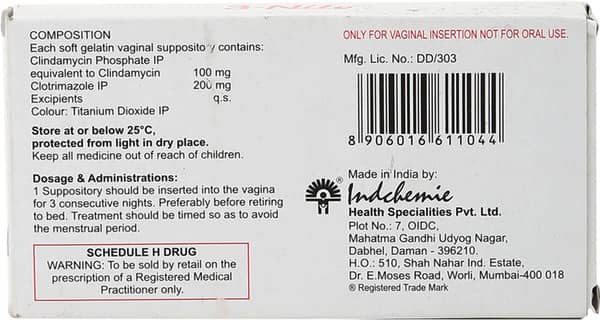 3-Nite
COMPOSITION
Each soft gelatin vaginal suppository contains:
Clindamycin Phosphate IP
equivalent to Clindamycin 100 mg
Clotrimazole IP 200 mg
Excipients q.s.
Colour: Titanium Dioxide IP
Store at or below 25°C,
protected from light in dry place.
Keep all medicine out of reach of children.
Dosage & Administrations:
1 Suppository should be inserted into the vagina
for 3 consecutive nights. Preferably before retiring
to bed. Treatment should be timed so as to avoid
the menstrual period.
SCHEDULE H DRUG
WARNING: To be sold by retail on the
prescription of a Registered Medical
Practitioner only.
ONLY FOR VAGINAL INSERTION NOT FOR ORAL USE.
Mfg. Lic. No.: DD/303
8 906016 611044
Made in India by:
®
Indchemie
Health Specialities Pvt. Ltd.
Plot No.: 7, OIDC,
Mahatma Gandhi Udyog Nagar,
Dabhel, Daman - 396210.
H.O.: 510, Shah Nahar Ind. Estate,
Dr. E.Moses Road, Worli, Mumbai-400 018
® Registered Trade Mark